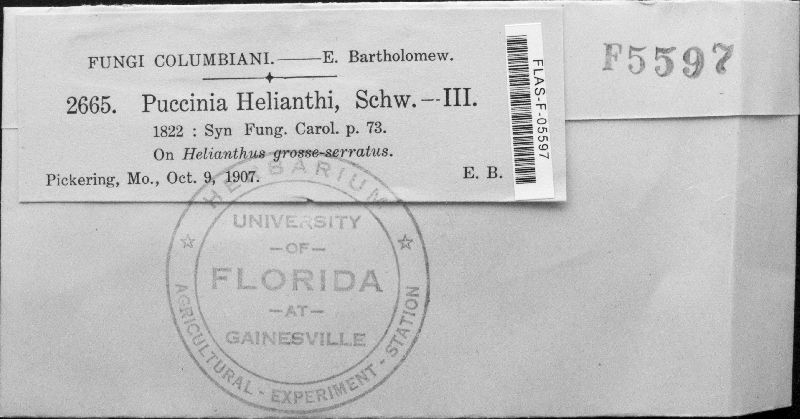 FUNGI COLUMBIANI.——E. Bartholomew.
2665. Puccinia Helianthi, Schw.—III.
1822 : Syn Fung. Carol. p. 73.
On Helianthus grosse-serratus.
Pickering, Mo., Oct. 9, 1907. E. B.
FLAS-F-05597
F5597
HERBARIUM
UNIVERSITY
—OF—
FLORIDA
—AT—
GAINESVILLE
AGRICULTURAL - EXPERIMENT - STATION